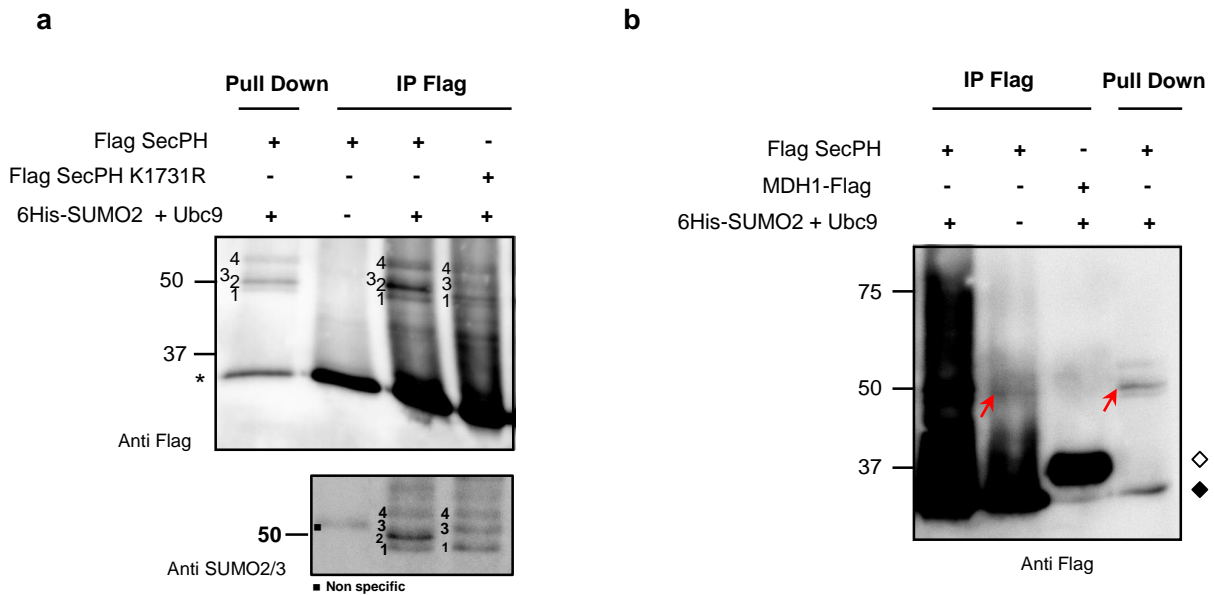 a
Pull Down IP Flag
Flag SecPH + + + -
Flag SecPH K1731R - - - +
6His-SUMO2 + Ubc9 + - + +
4
3 2
1
4
3 2
1
4
3
1
50
37
*
Anti Flag
4
3
2
1
4
3
1
50
Anti SUMO2/3
■ Non specific
b
IP Flag Pull Down
Flag SecPH + + - +
MDH1-Flag - - + -
6His-SUMO2 + Ubc9 + - + +
75
50
37
Anti Flag